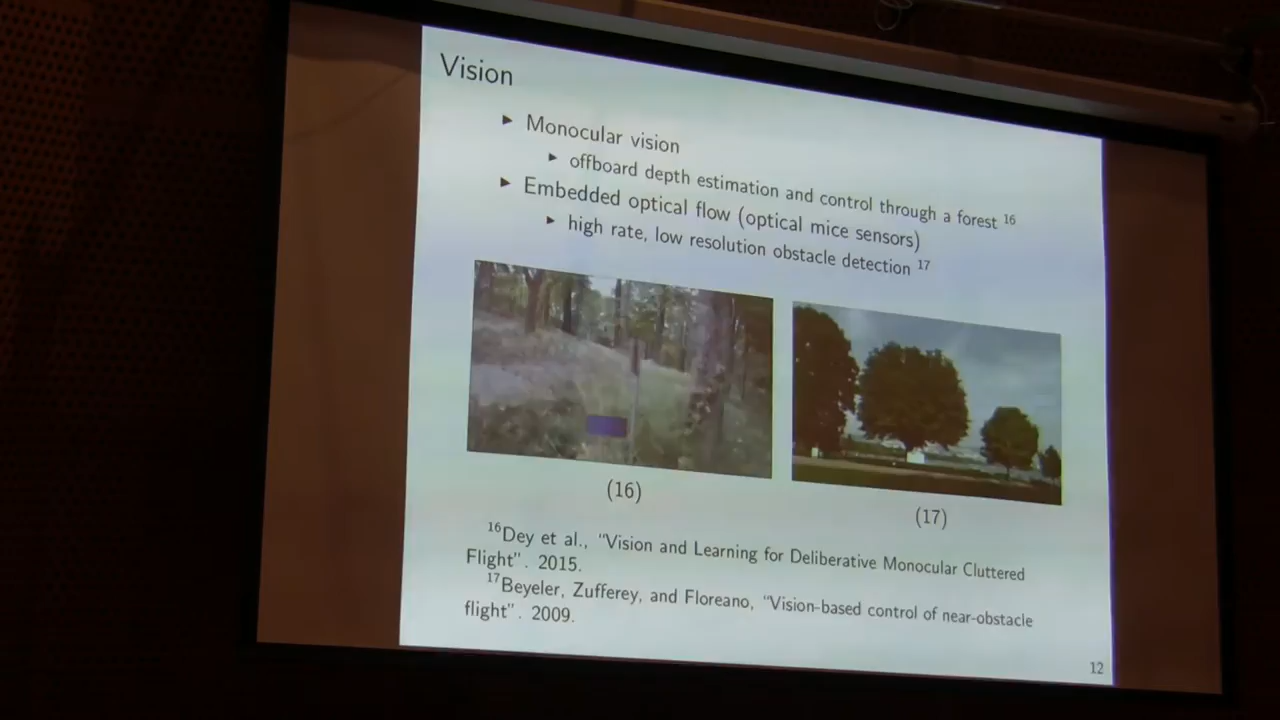 Vision
▶ Monocular vision
▶ offboard depth estimation and control through a forest 16
▶ Embedded optical flow (optical mice sensors)
▶ high rate, low resolution obstacle detection 17
(16)
(17)
16Dey et al., “Vision and Learning for Deliberative Monocular Cluttered
Flight”. 2015.
17Beyeler, Zufferey, and Floreano, “Vision-based control of near-obstacle
flight”. 2009.
12